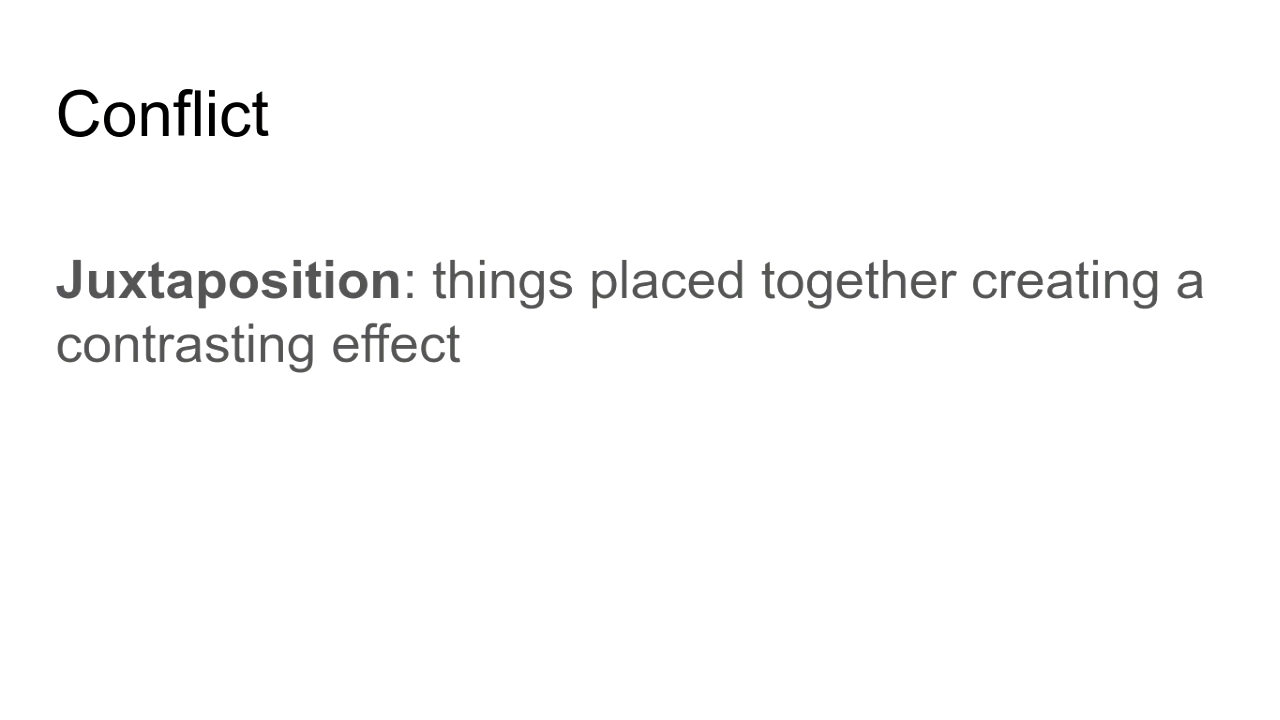 Conflict
Juxtaposition: things placed together creating a
contrasting effect